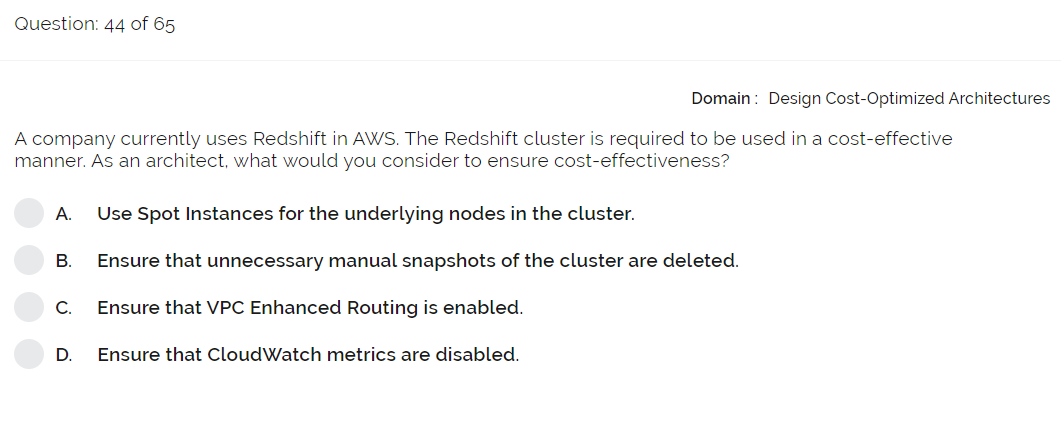 Question: 44 of 65
Domain : Design Cost-Optimized Architectures
A company currently uses Redshift in AWS. The Redshift cluster is required to be used in a cost-effective
manner. As an architect, what would you consider to ensure cost-effectiveness?
A. Use Spot Instances for the underlying nodes in the cluster.
B. Ensure that unnecessary manual snapshots of the cluster are deleted.
C. Ensure that VPC Enhanced Routing is enabled.
D. Ensure that CloudWatch metrics are disabled.